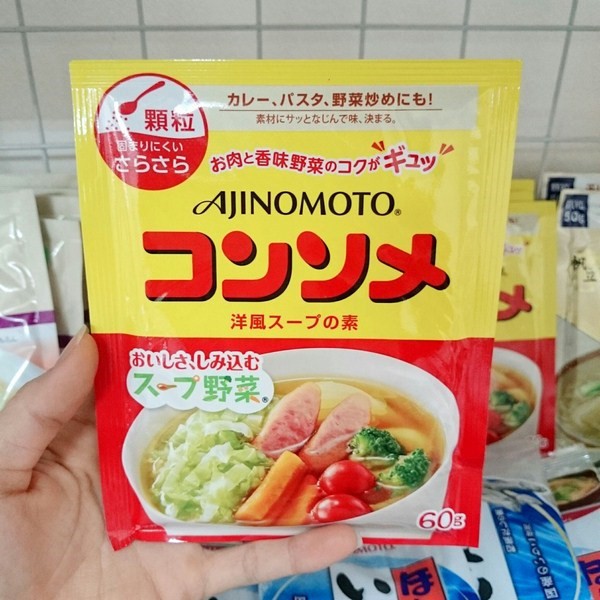 顆粒
固まりにくい
さらさら
カレー、パスタ、野菜炒めにも!
素材にサッとなじんで味、決まる。
お肉と香味野菜のコクがギュッ
AJINOMOTO®
コンソメ
洋風スープの素
おいしさ、しみ込む
スープ野菜®
60g